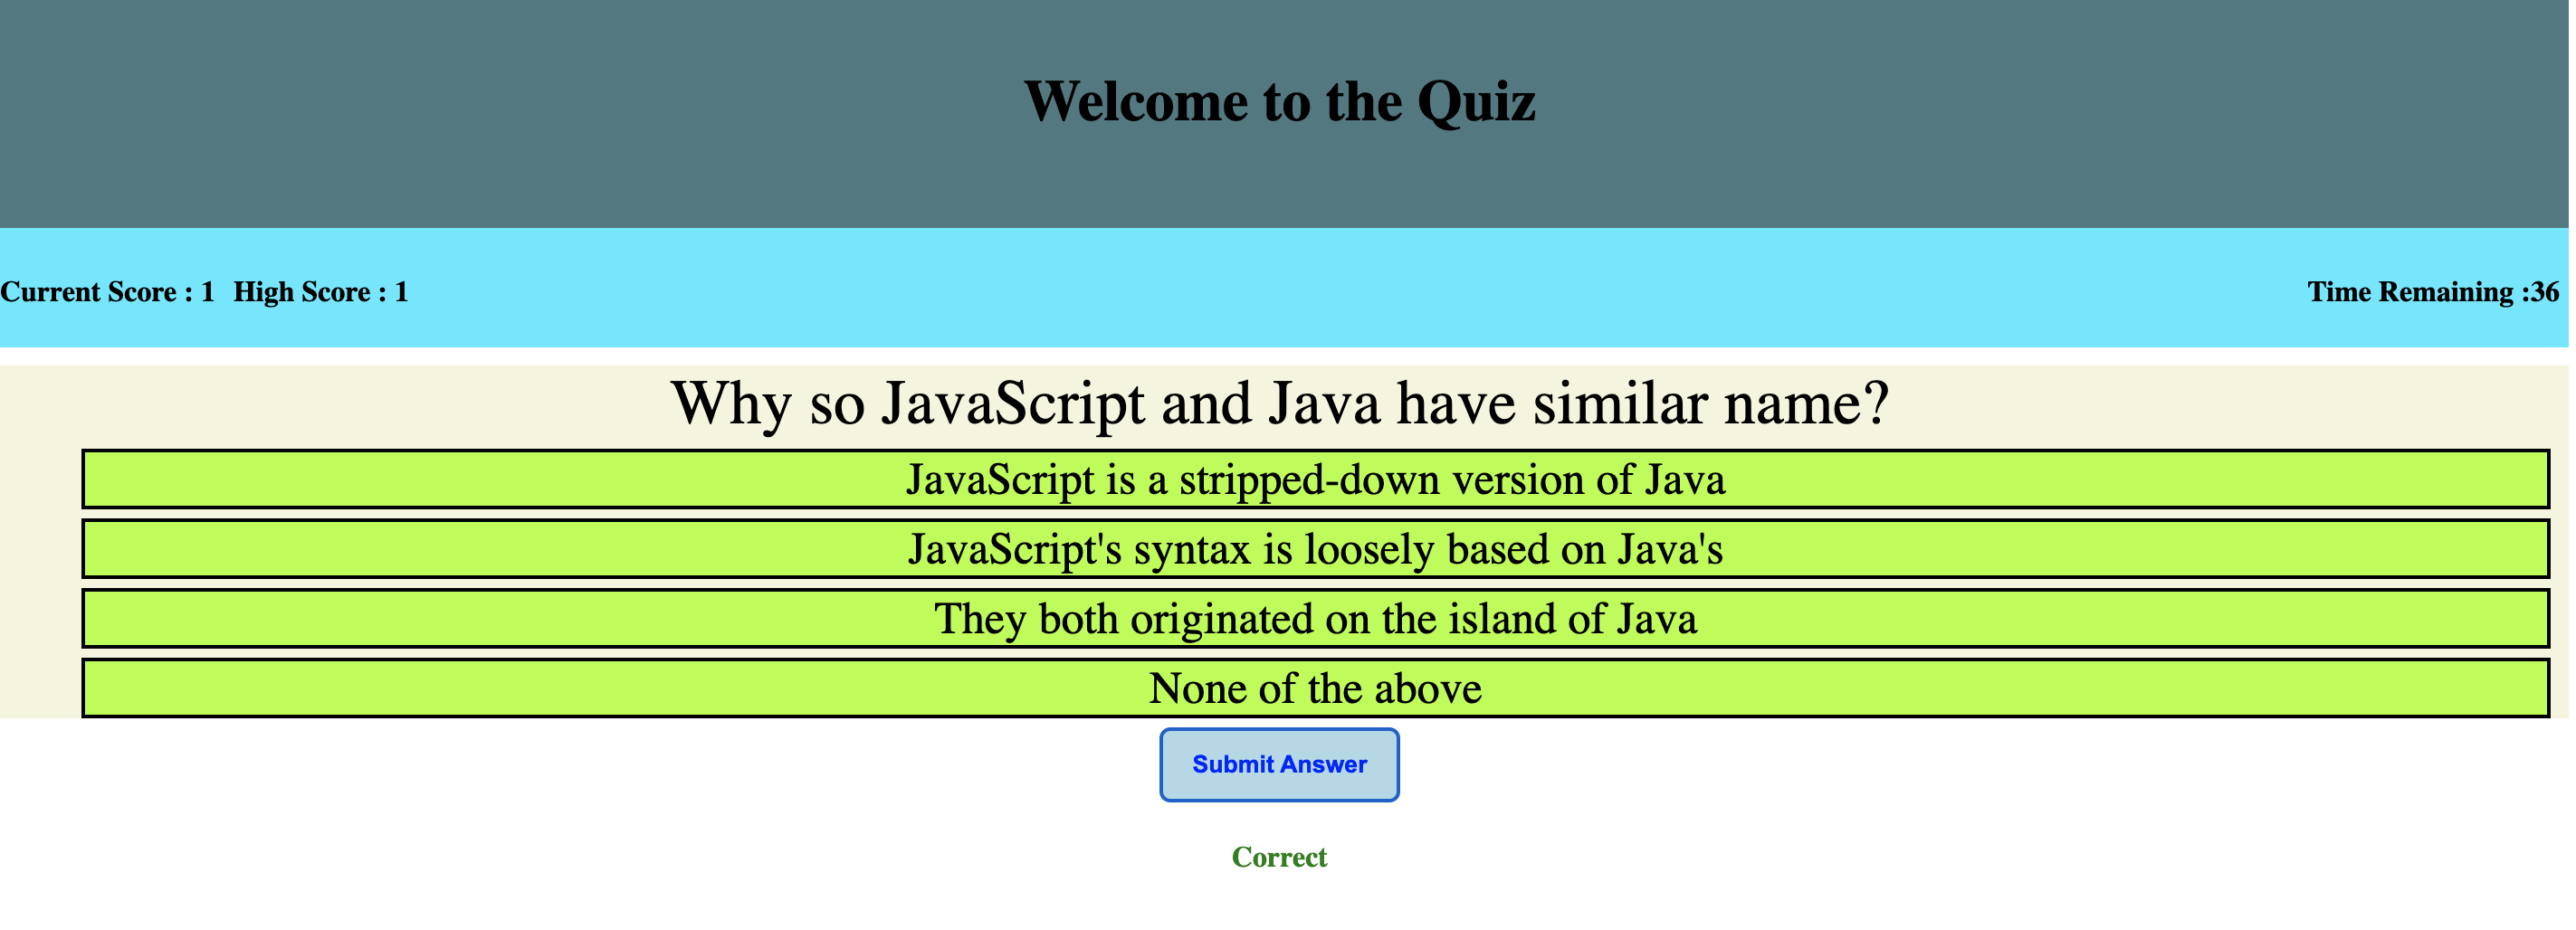 Welcome to the Quiz
Current Score : 1 High Score : 1
Time Remaining :36
Why so JavaScript and Java have similar name?
JavaScript is a stripped-down version of Java
JavaScript's syntax is loosely based on Java's
They both originated on the island of Java
None of the above
Submit Answer
Correct